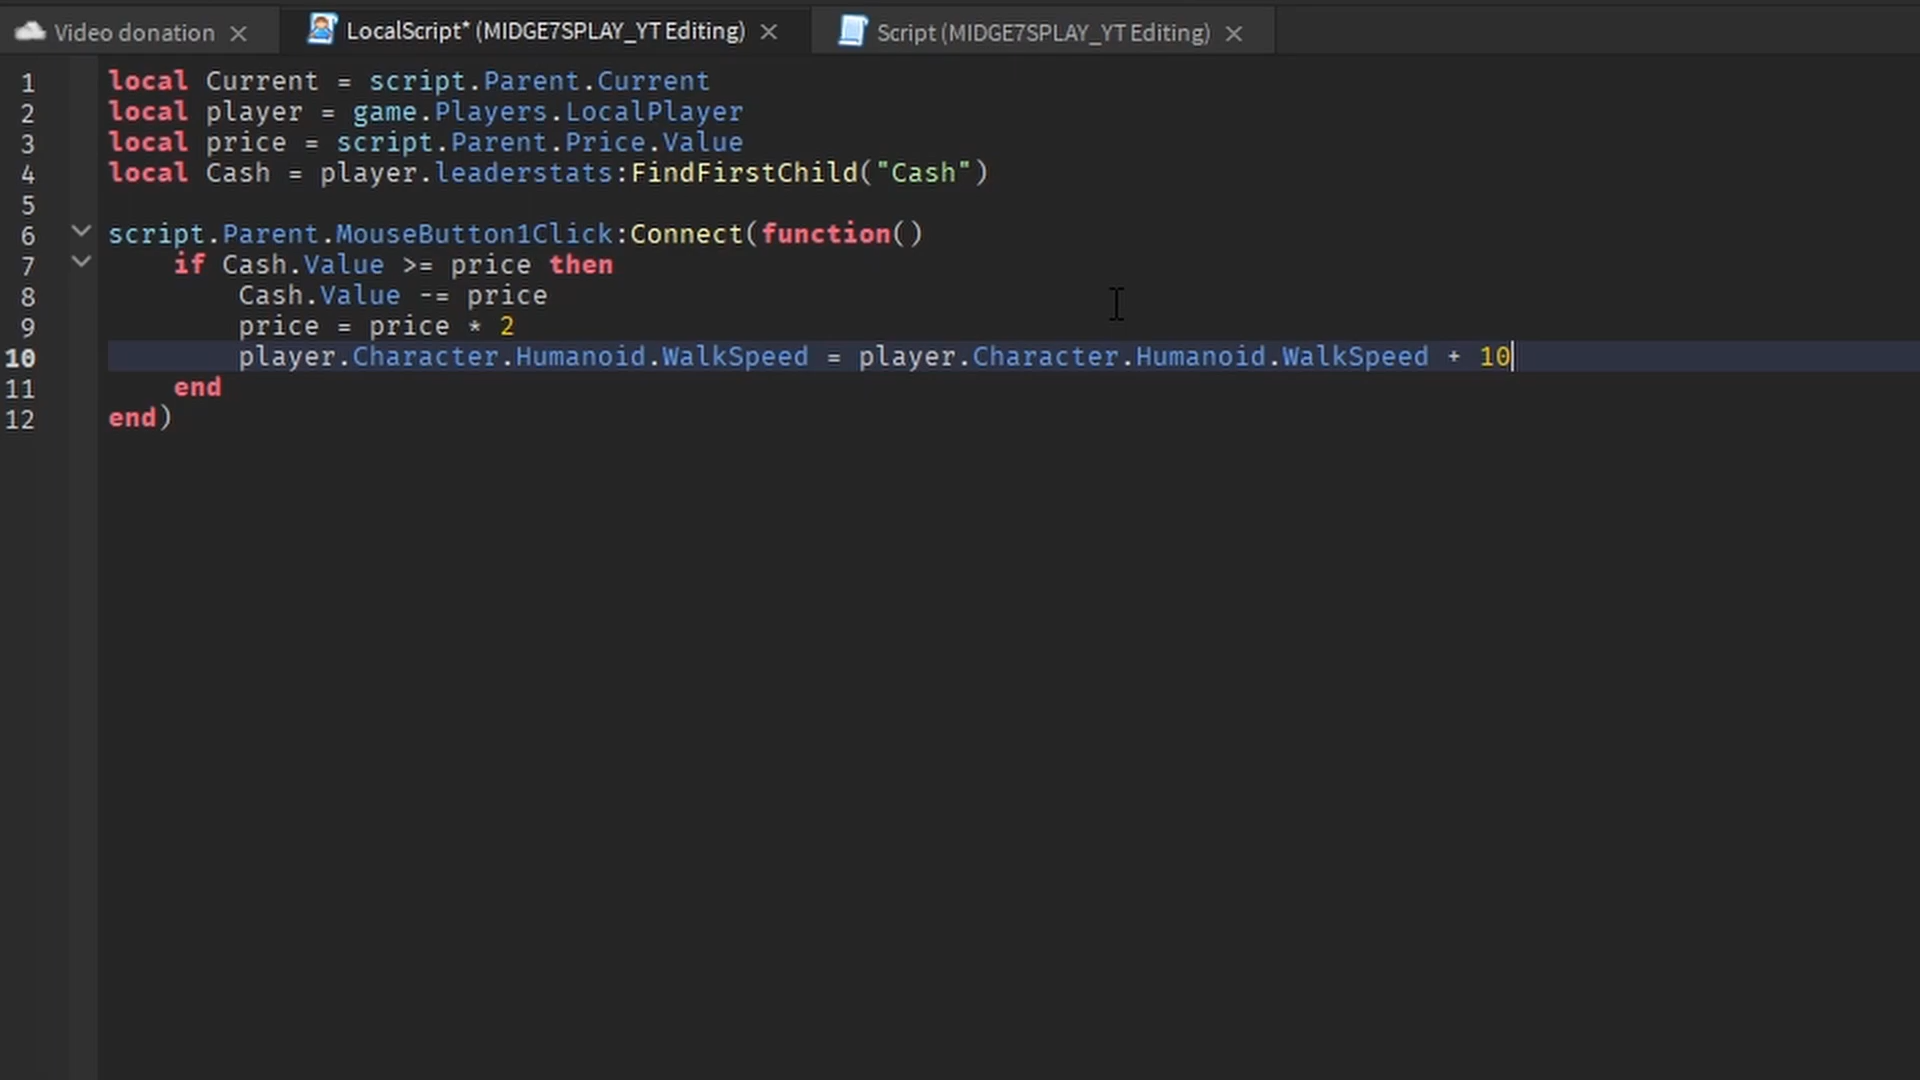 Video donation LocalScript* (MIDGE7SPLAY_YT Editing) Script (MIDGE7SPLAY_YT Editing)
1 local Current = script.Parent.Current
2 local player = game.Players.LocalPlayer
3 local price = script.Parent.Price.Value
4 local Cash = player.leaderstats:FindFirstChild("Cash")
5
6 script.Parent.MouseButton1Click:Connect(function()
7 if Cash.Value >= price then
8 Cash.Value -= price
9 price = price * 2
10 player.Character.Humanoid.WalkSpeed = player.Character.Humanoid.WalkSpeed + 10
11 end
12 end)